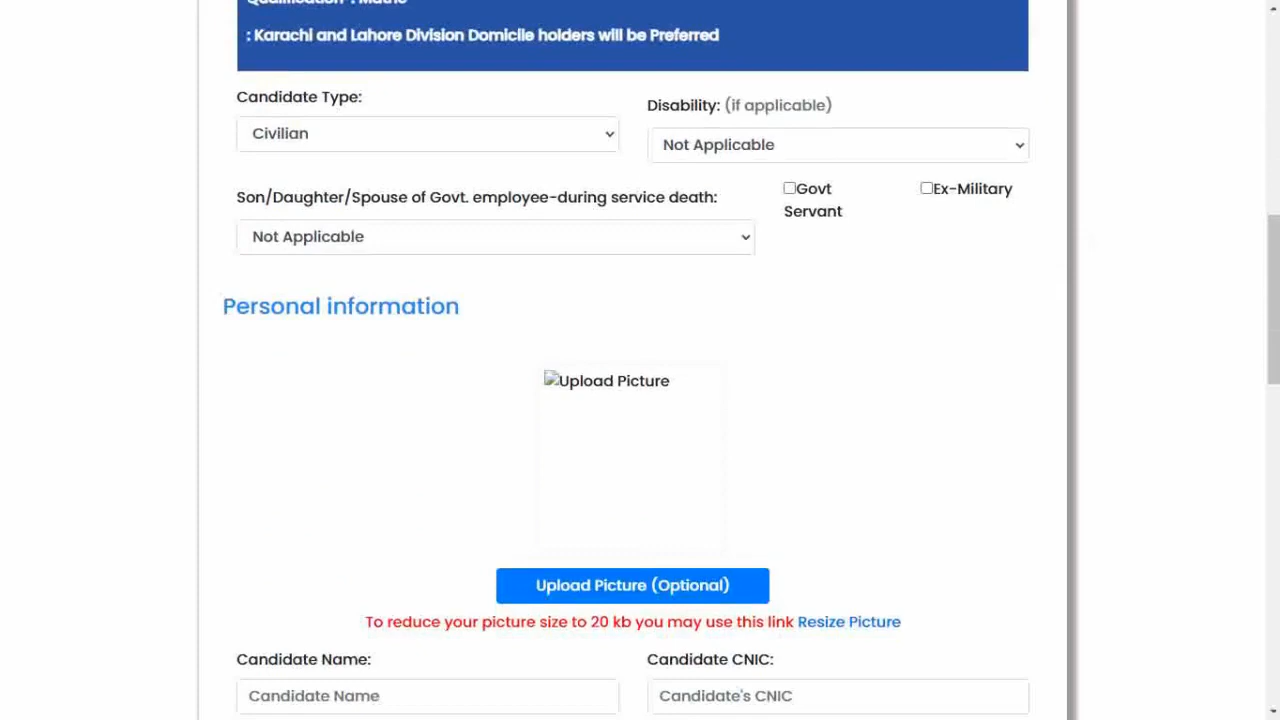 Qualification : Matric
: Karachi and Lahore Division Domicile holders will be Preferred
Candidate Type:
Civilian
Disability: (if applicable)
Not Applicable
Son/Daughter/Spouse of Govt. employee-during service death:
Not Applicable
Govt
Servant
Ex-Military
Personal information
Upload Picture
Upload Picture (Optional)
To reduce your picture size to 20 kb you may use this link Resize Picture
Candidate Name:
Candidate Name
Candidate CNIC:
Candidate's CNIC